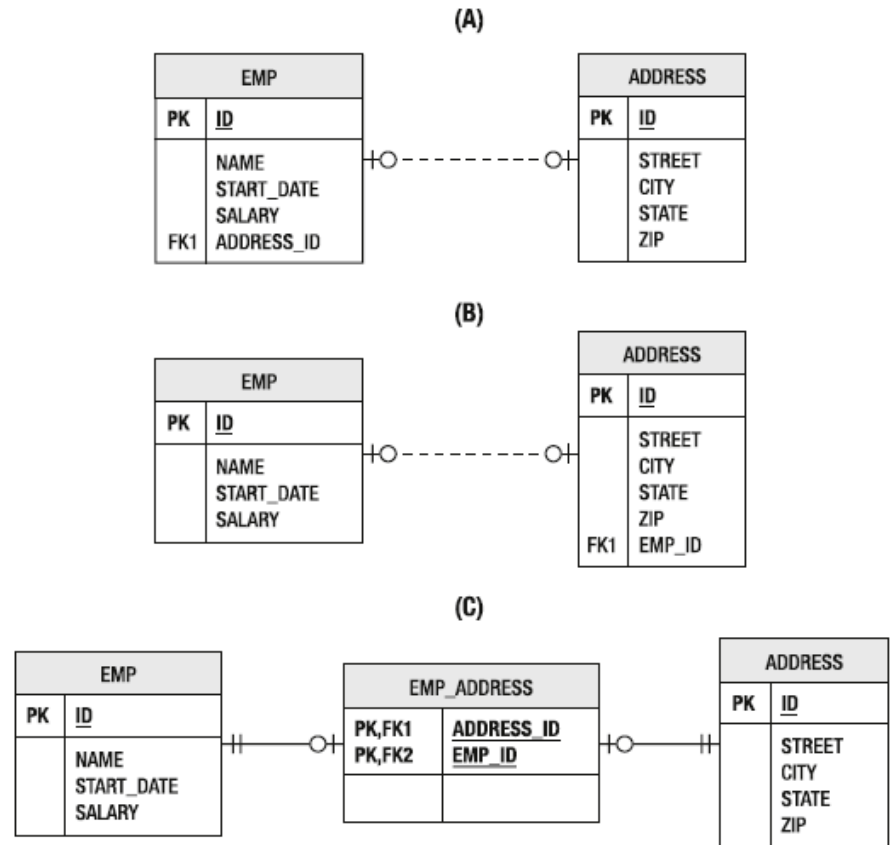 (A)
EMP
PK ID
NAME
START_DATE
SALARY
FK1 ADDRESS_ID
ADDRESS
PK ID
STREET
CITY
STATE
ZIP
(B)
EMP
PK ID
NAME
START_DATE
SALARY
ADDRESS
PK ID
STREET
CITY
STATE
ZIP
FK1 EMP_ID
(C)
EMP
PK ID
NAME
START_DATE
SALARY
EMP_ADDRESS
PK,FK1 ADDRESS_ID
PK,FK2 EMP_ID
ADDRESS
PK ID
STREET
CITY
STATE
ZIP